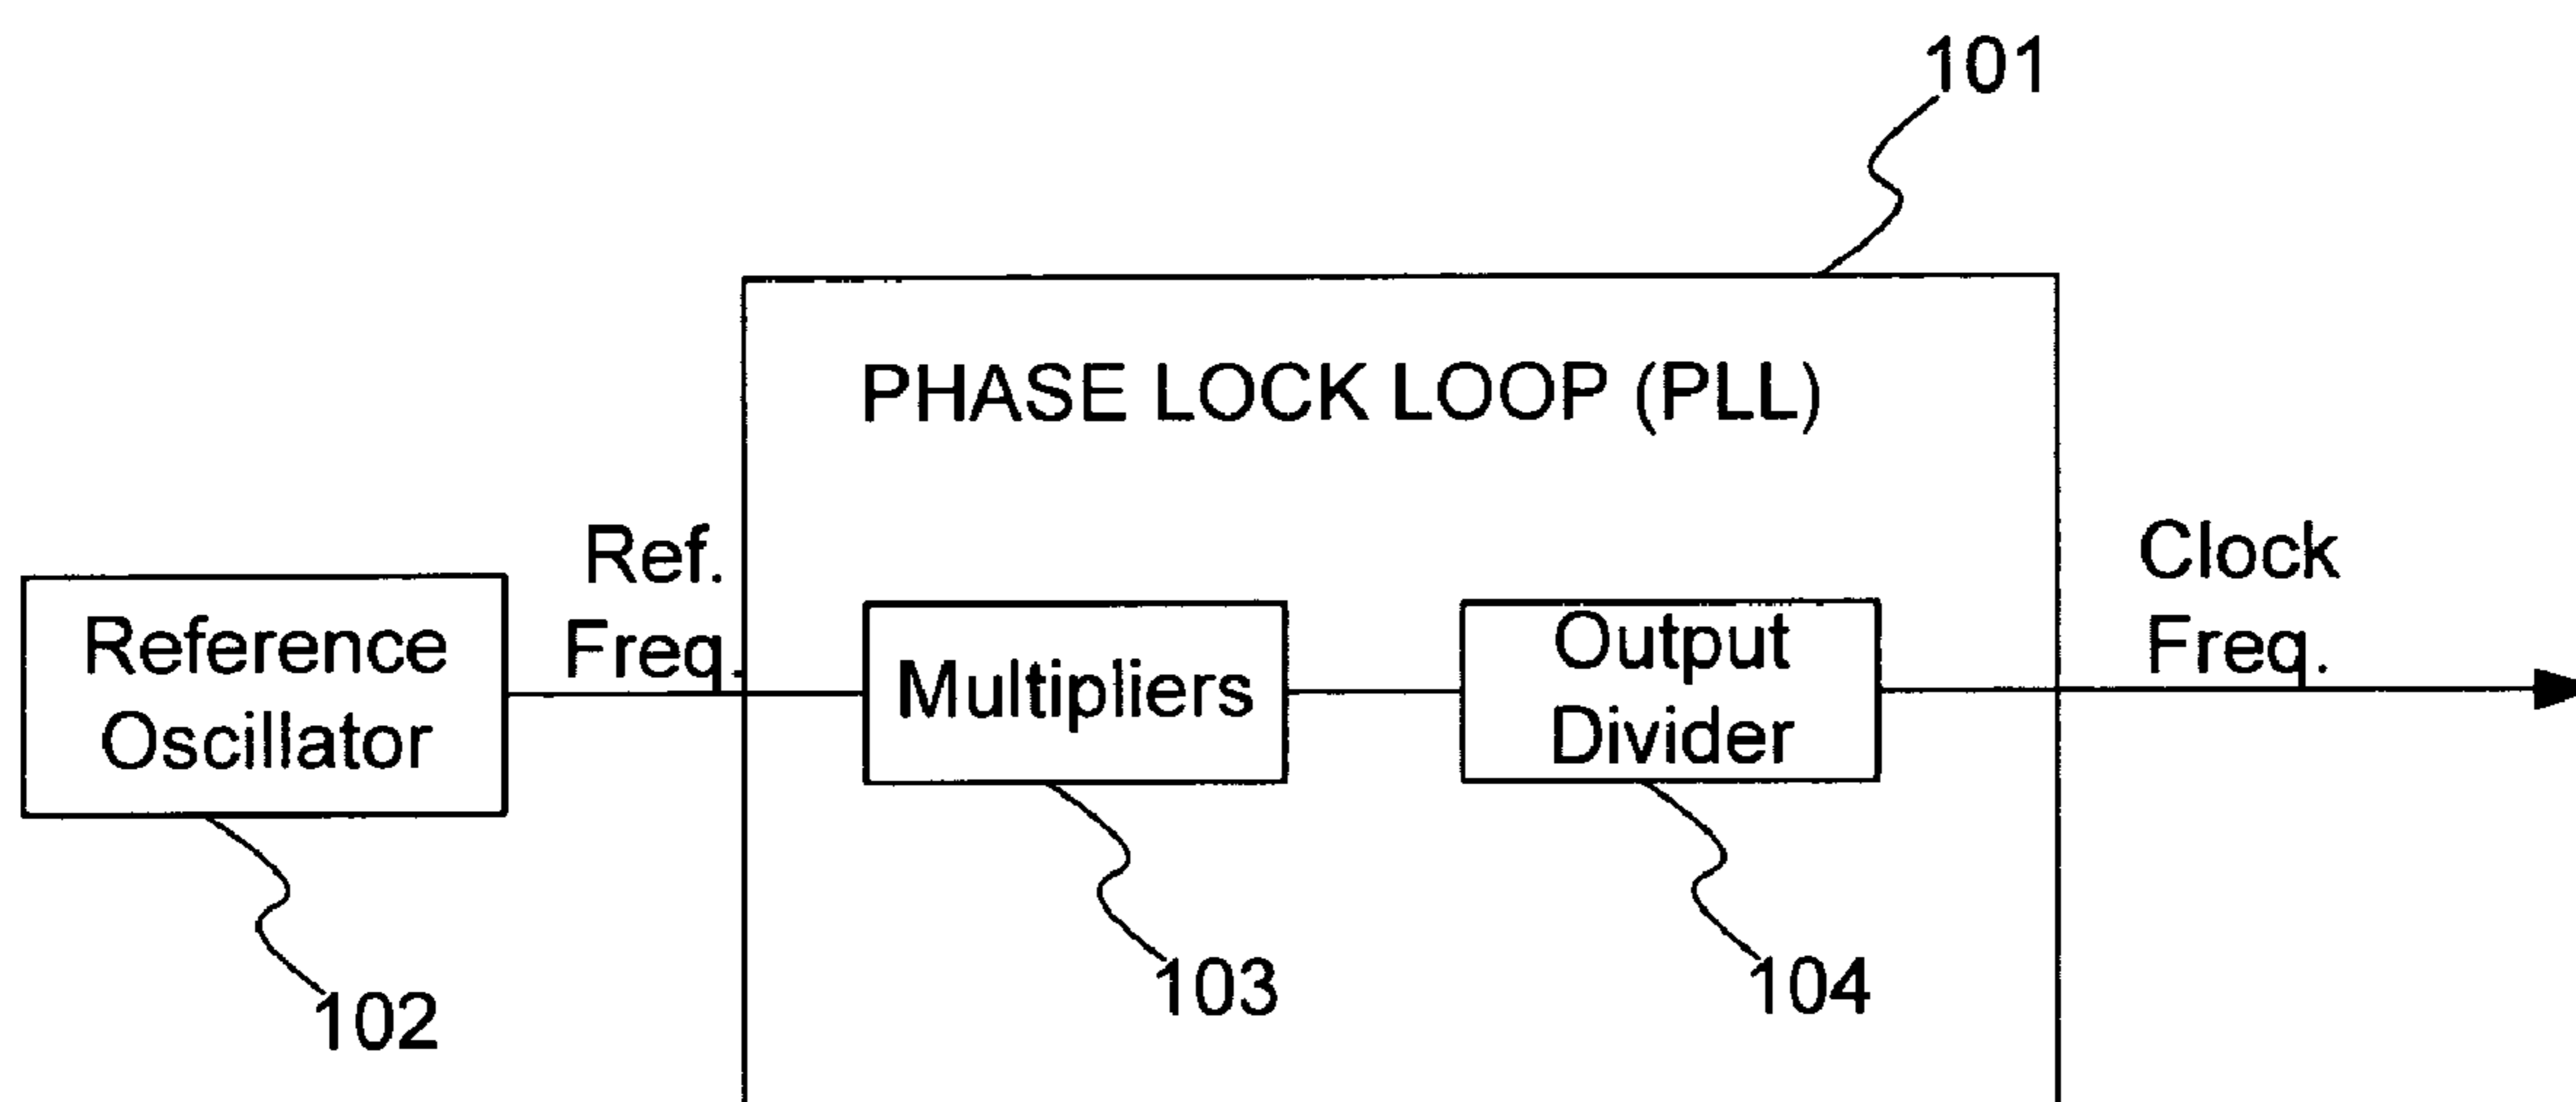 101
PHASE LOCK LOOP (PLL)
Ref.
Freq.
Clock
Freq.
Reference
Oscillator
Multipliers
Output
Divider
102
103
104